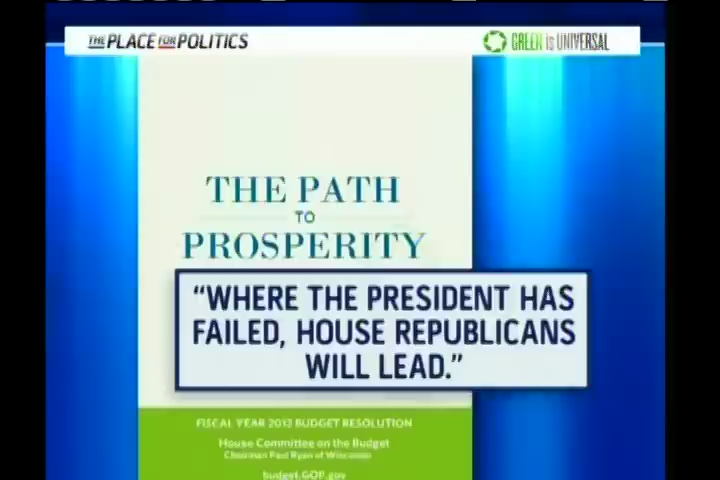 THE PLACE FOR POLITICS
GREEN is UNIVERSAL
THE PATH
TO
PROSPERITY
“WHERE THE PRESIDENT HAS
FAILED, HOUSE REPUBLICANS
WILL LEAD.”
FISCAL YEAR 2013 BUDGET RESOLUTION
House Committee on the Budget
Chairman Paul Ryan of Wisconsin
budget.GOP.gov